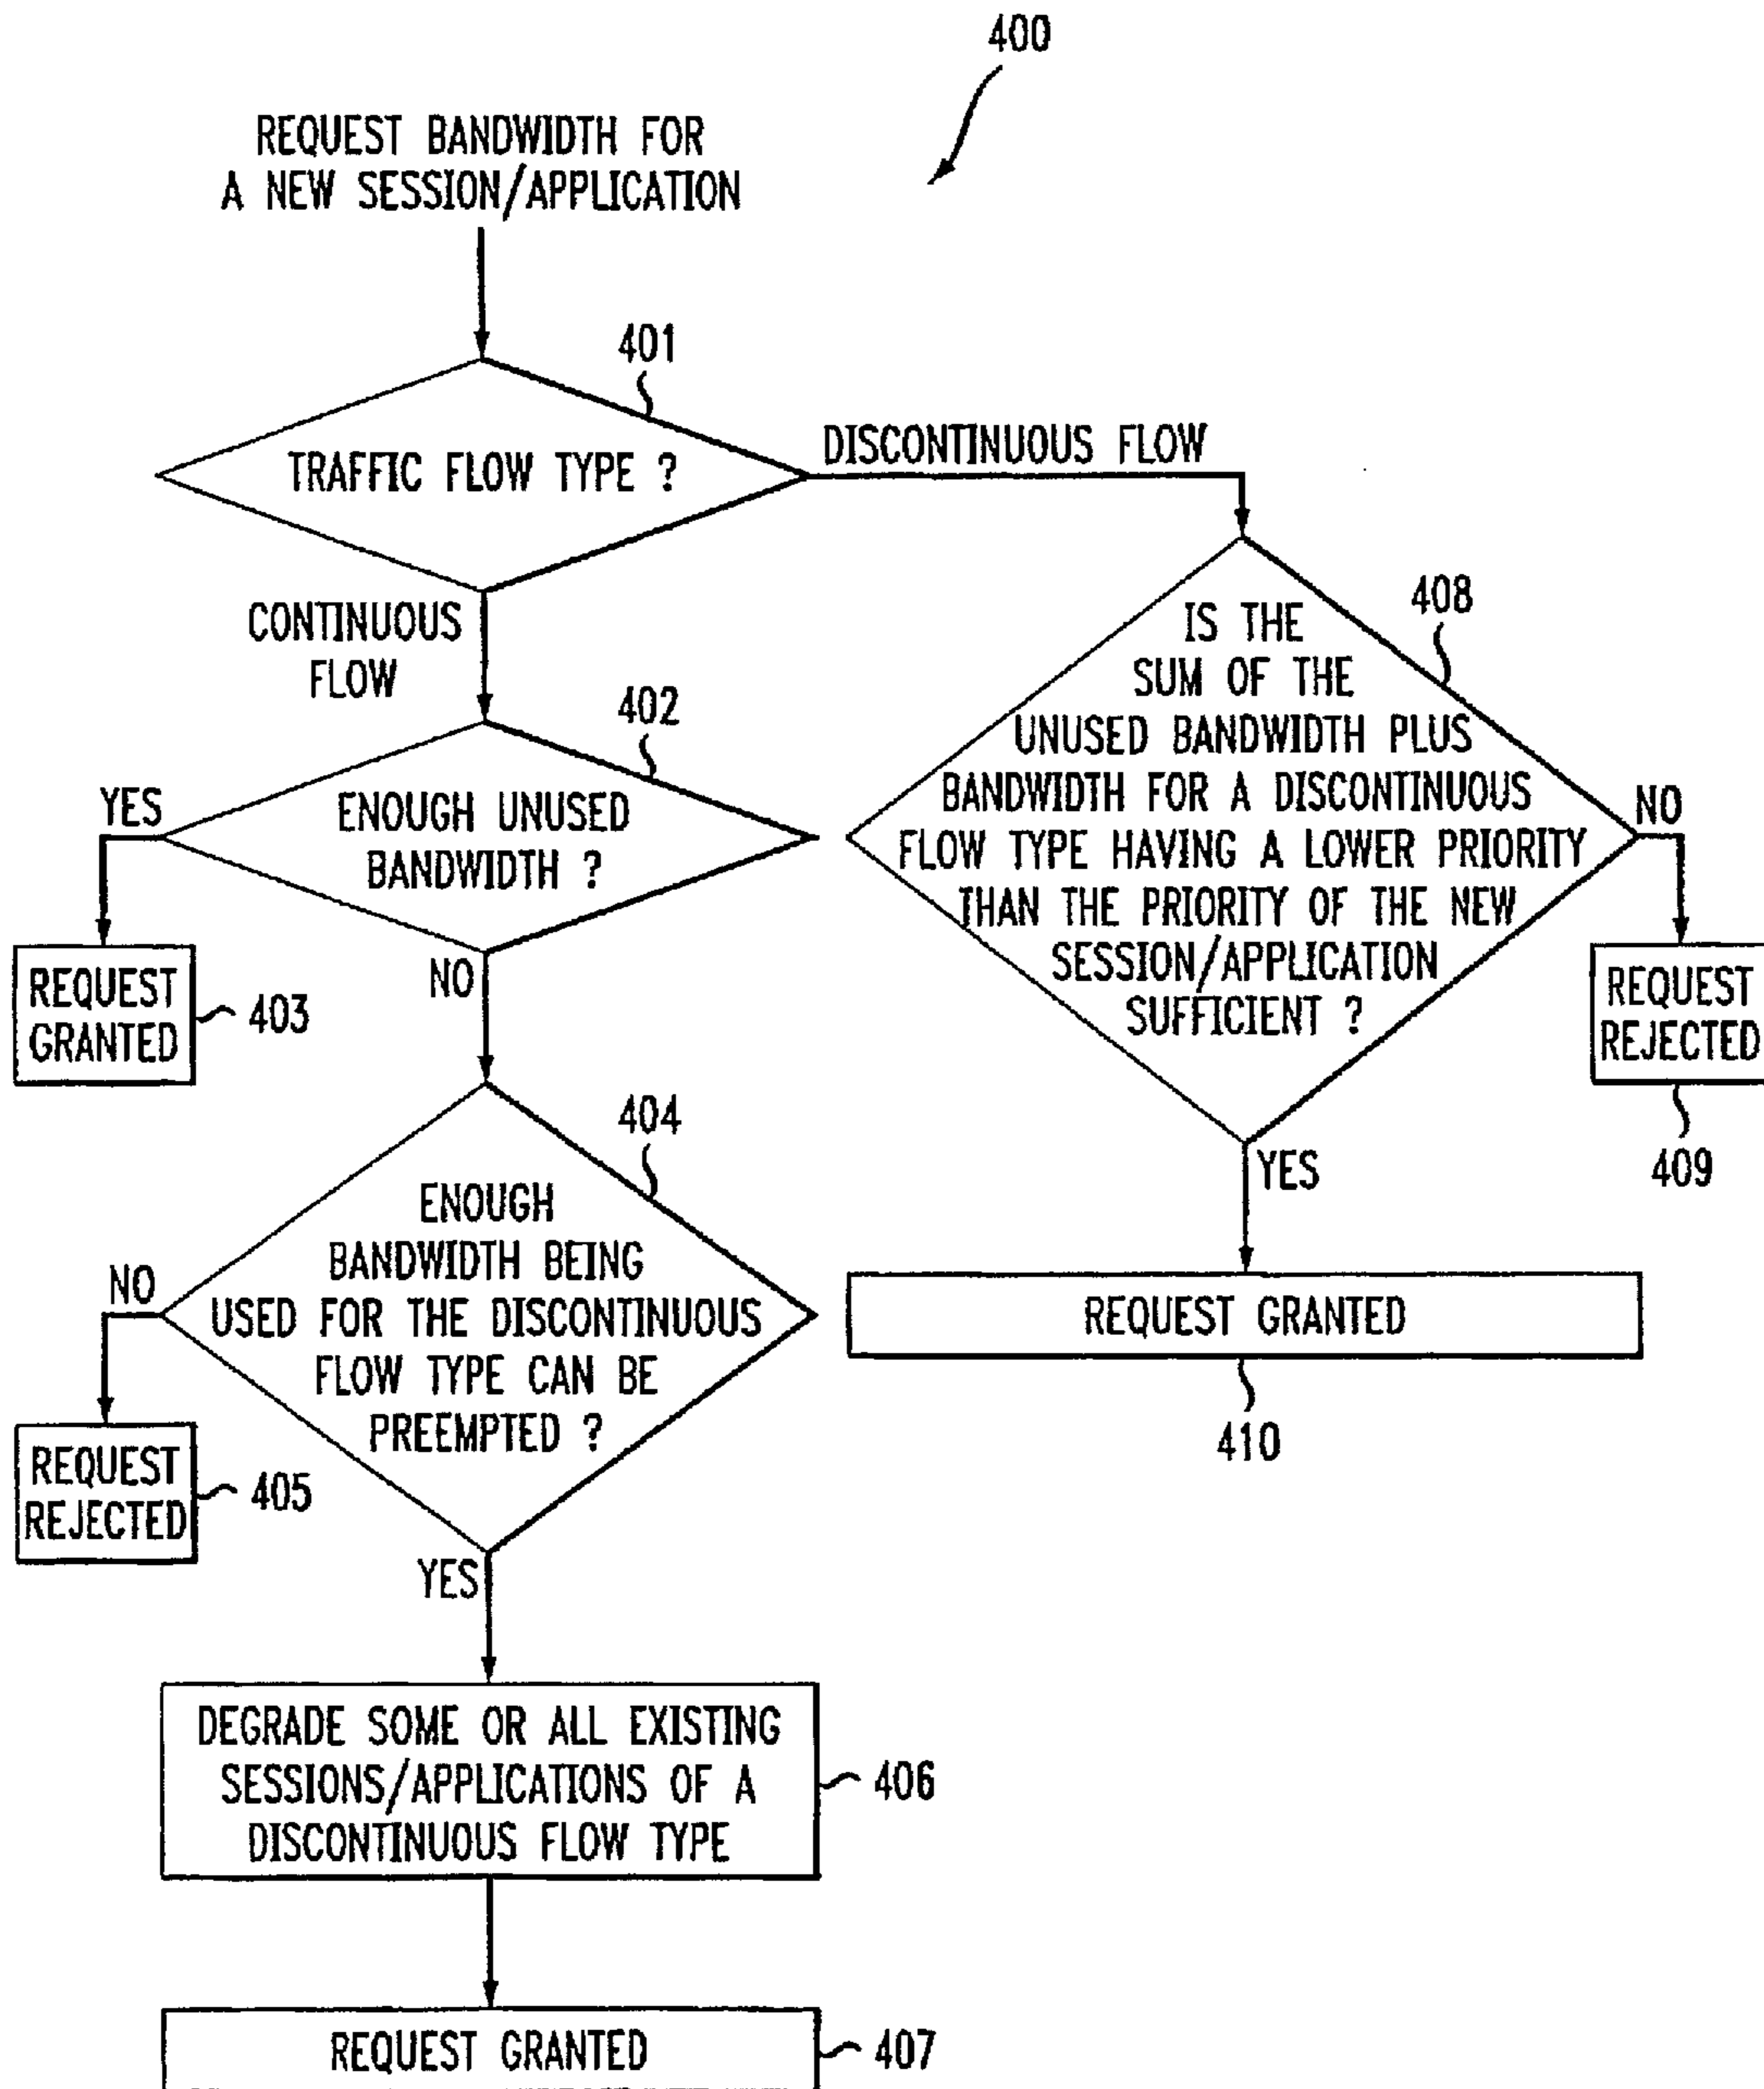 400
REQUEST BANDWIDTH FOR
A NEW SESSION/APPLICATION
401
TRAFFIC FLOW TYPE ?
DISCONTINUOUS FLOW
CONTINUOUS
FLOW
402
YES
ENOUGH UNUSED
BANDWIDTH ?
NO
REQUEST
GRANTED
403
404
ENOUGH
BANDWIDTH BEING
USED FOR THE DISCONTINUOUS
FLOW TYPE CAN BE
PREEMPTED ?
NO
REQUEST
REJECTED
405
YES
DEGRADE SOME OR ALL EXISTING
SESSIONS/APPLICATIONS OF A
DISCONTINUOUS FLOW TYPE
406
REQUEST GRANTED
407
408
IS THE
SUM OF THE
UNUSED BANDWIDTH PLUS
BANDWIDTH FOR A DISCONTINUOUS
FLOW TYPE HAVING A LOWER PRIORITY
THAN THE PRIORITY OF THE NEW
SESSION/APPLICATION
SUFFICIENT ?
NO
REQUEST
REJECTED
409
YES
REQUEST GRANTED
410